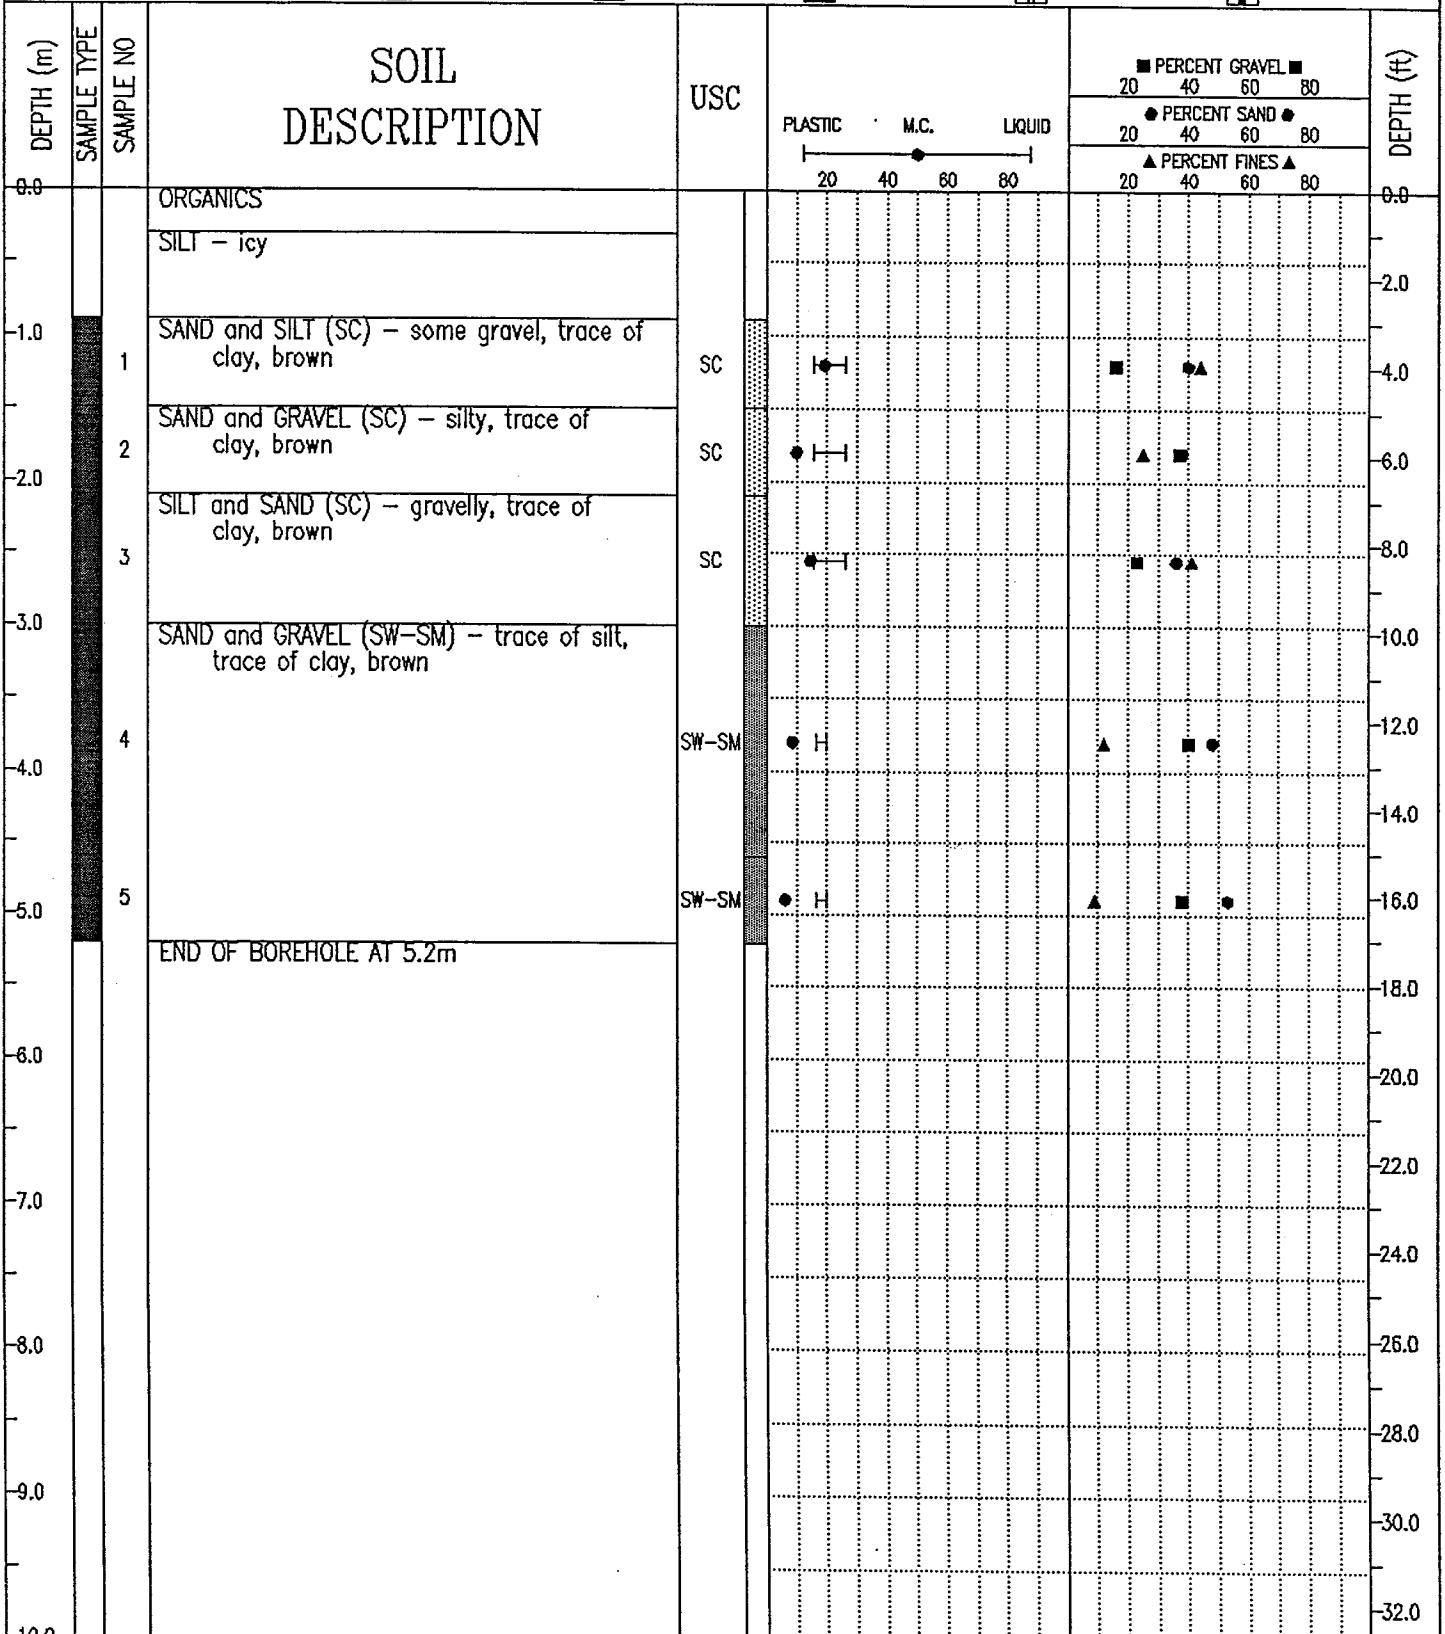 DEPTH (m)
SAMPLE TYPE
SAMPLE NO
SOIL
DESCRIPTION
USC
PLASTIC M.C. LIQUID
20 40 60 80
■ PERCENT GRAVEL ■
20 40 60 80
● PERCENT SAND ●
20 40 60 80
▲ PERCENT FINES ▲
20 40 60 80
DEPTH (ft)
0.0
ORGANICS
0.0
SILT – icy
2.0
1.0
SAND and SILT (SC) – some gravel, trace of
clay, brown
1
SC
4.0
SAND and GRAVEL (SC) – silty, trace of
clay, brown
2
SC
6.0
2.0
SILT and SAND (SC) – gravelly, trace of
clay, brown
3
SC
8.0
3.0
SAND and GRAVEL (SW–SM) – trace of silt,
trace of clay, brown
10.0
4
SW–SM
12.0
4.0
14.0
5
SW–SM
16.0
5.0
END OF BOREHOLE AT 5.2m
18.0
6.0
20.0
22.0
7.0
24.0
8.0
26.0
28.0
9.0
30.0
32.0